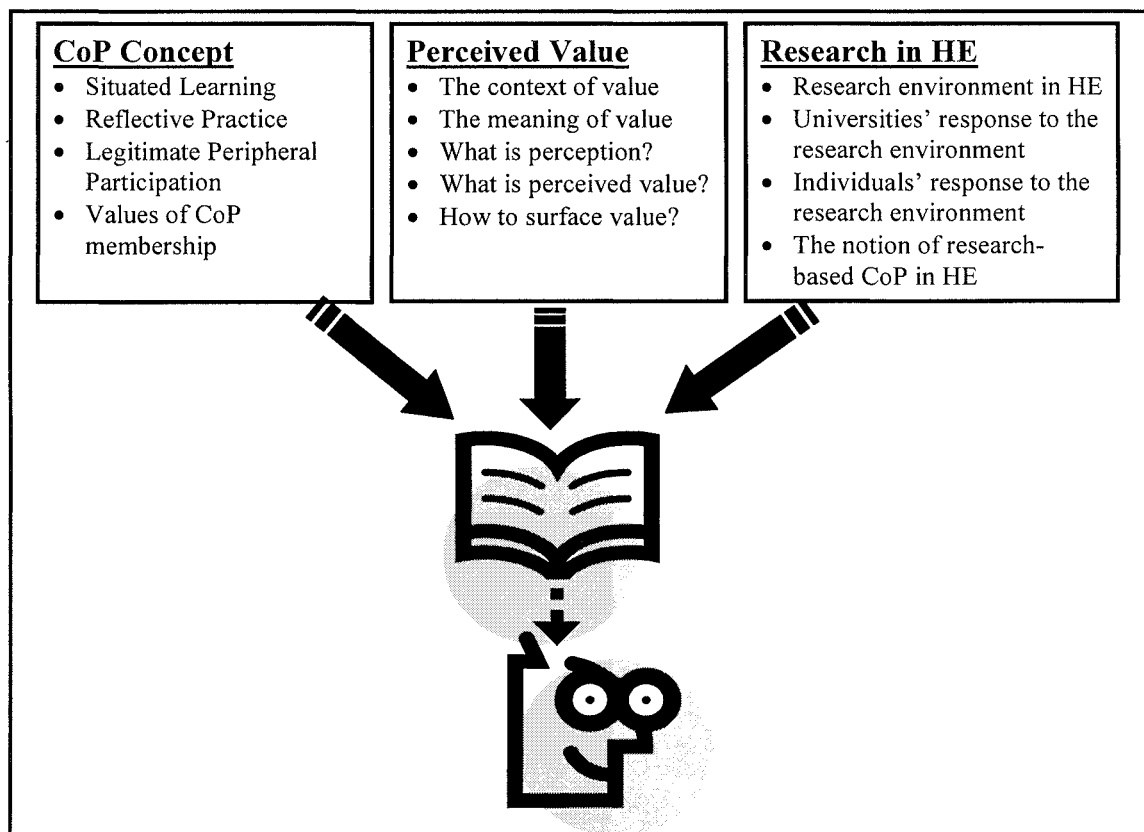 CoP Concept
• Situated Learning
• Reflective Practice
• Legitimate Peripheral
Participation
• Values of CoP
membership
Perceived Value
• The context of value
• The meaning of value
• What is perception?
• What is perceived value?
• How to surface value?
Research in HE
• Research environment in HE
• Universities' response to the
research environment
• Individuals' response to the
research environment
• The notion of research-
based CoP in HE